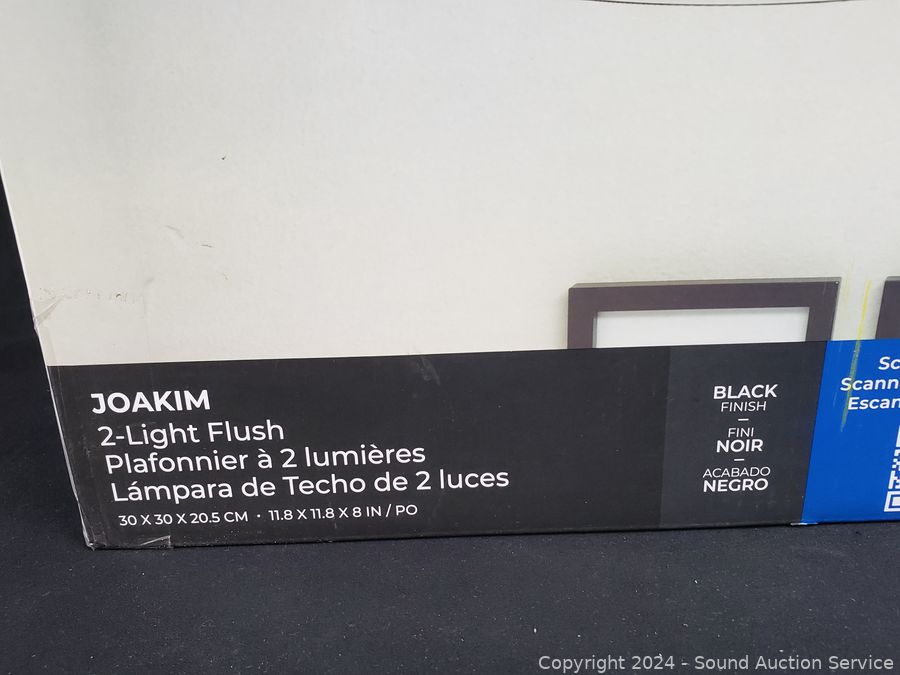 JOAKIM
2-Light Flush
Plafonnier à 2 lumières
Lámpara de Techo de 2 luces
30 X 30 X 20.5 CM · 11.8 X 11.8 X 8 IN / PO
BLACK
FINISH
FINI
NOIR
ACABADO
NEGRO
Copyright 2024 - Sound Auction Service